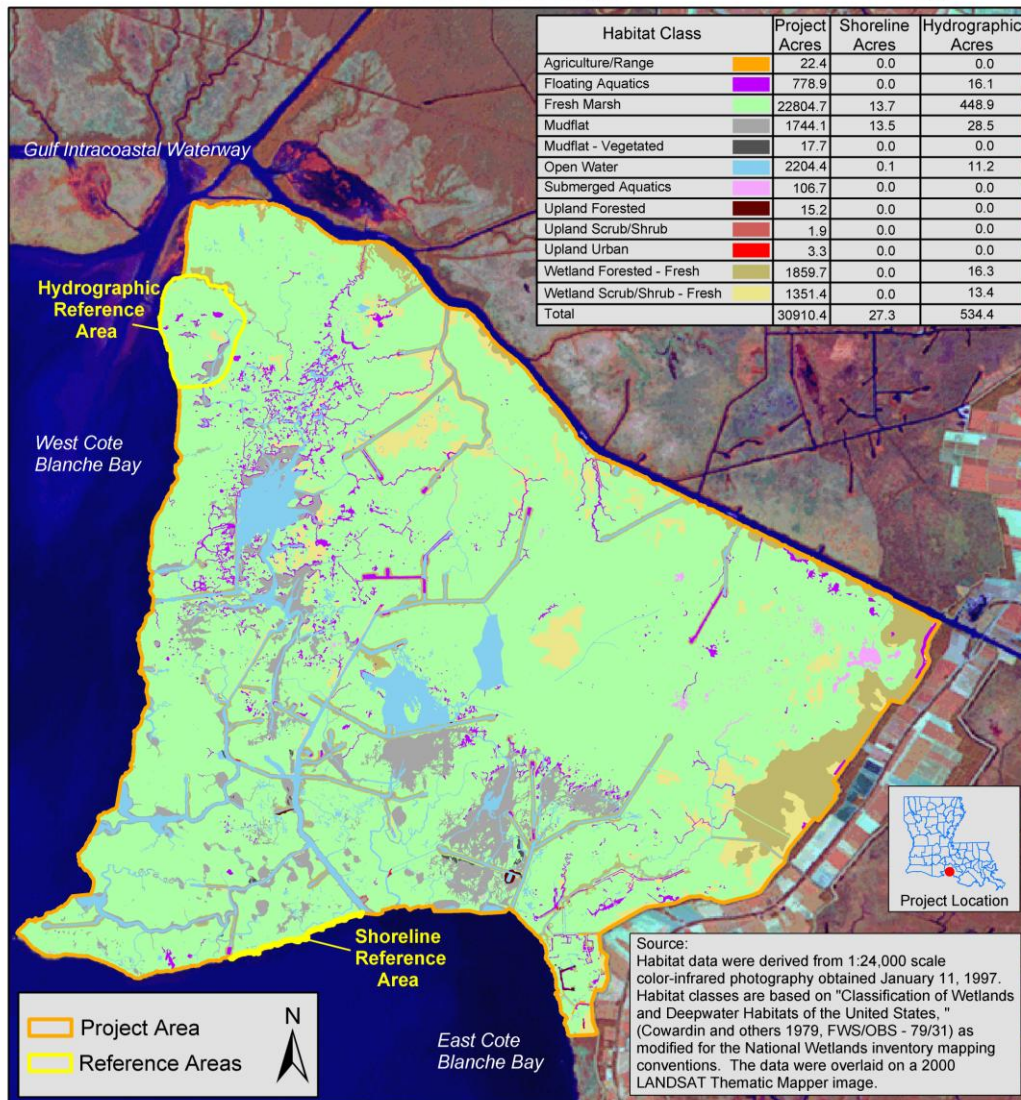 Habitat Class Project Acres Shoreline Acres Hydrographic Acres
Agriculture/Range 22.4 0.0 0.0
Floating Aquatics 778.9 0.0 16.1
Fresh Marsh 22804.7 13.7 448.9
Mudflat 1744.1 13.5 28.5
Mudflat - Vegetated 17.7 0.0 0.0
Open Water 2204.4 0.1 11.2
Submerged Aquatics 106.7 0.0 0.0
Upland Forested 15.2 0.0 0.0
Upland Scrub/Shrub 1.9 0.0 0.0
Upland Urban 3.3 0.0 0.0
Wetland Forested - Fresh 1859.7 0.0 16.3
Wetland Scrub/Shrub - Fresh 1351.4 0.0 13.4
Total 30910.4 27.3 534.4
Gulf Intracoastal Waterway
Hydrographic
Reference
Area
West Cote
Blanche Bay
Shoreline
Reference
Area
East Cote
Blanche Bay
Project Location
Project Area
Reference Areas
N
Source:
Habitat data were derived from 1:24,000 scale
color-infrared photography obtained January 11, 1997.
Habitat classes are based on "Classification of Wetlands
and Deepwater Habitats of the United States, "
(Cowardin and others 1979, FWS/OBS - 79/31) as
modified for the National Wetlands inventory mapping
conventions. The data were overlaid on a 2000
LANDSAT Thematic Mapper image.